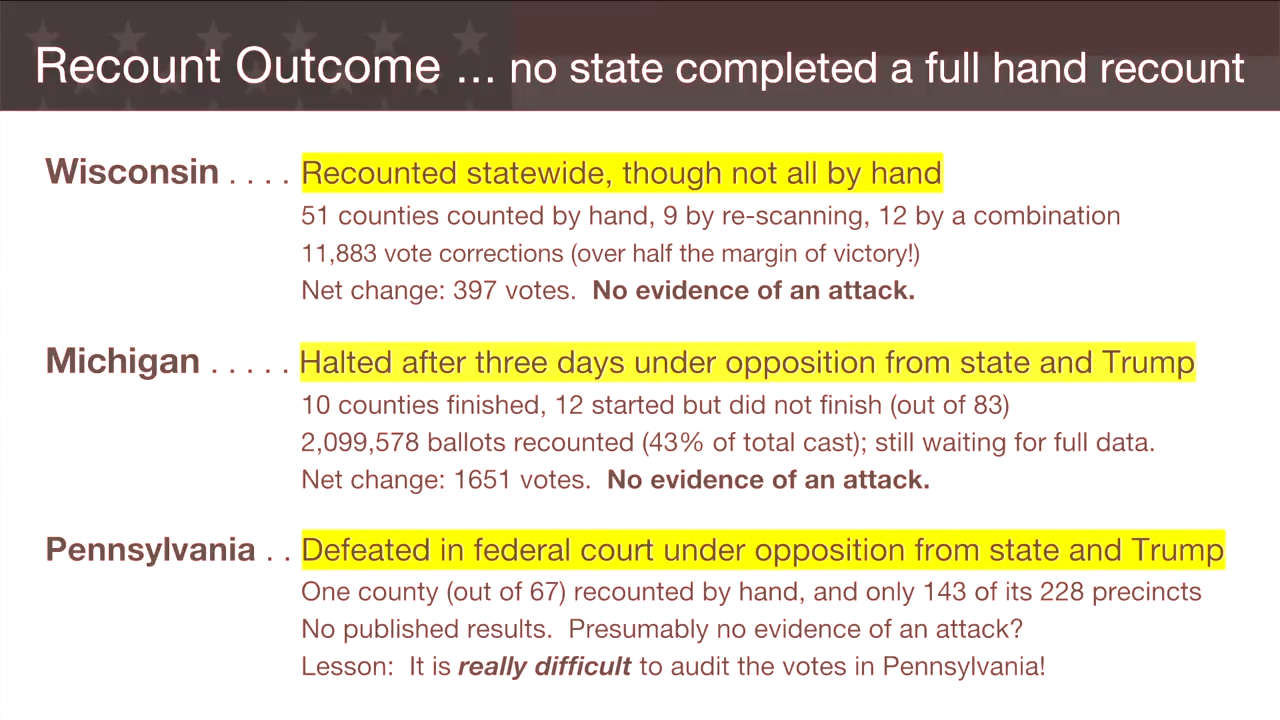 Recount Outcome ... no state completed a full hand recount
Wisconsin . . . . Recounted statewide, though not all by hand
51 counties counted by hand, 9 by re-scanning, 12 by a combination
11,883 vote corrections (over half the margin of victory!)
Net change: 397 votes.  No evidence of an attack.
Michigan . . . . . Halted after three days under opposition from state and Trump
10 counties finished, 12 started but did not finish (out of 83)
2,099,578 ballots recounted (43% of total cast); still waiting for full data.
Net change: 1651 votes.  No evidence of an attack.
Pennsylvania . . Defeated in federal court under opposition from state and Trump
One county (out of 67) recounted by hand, and only 143 of its 228 precincts
No published results.  Presumably no evidence of an attack?
Lesson:  It is really difficult to audit the votes in Pennsylvania!